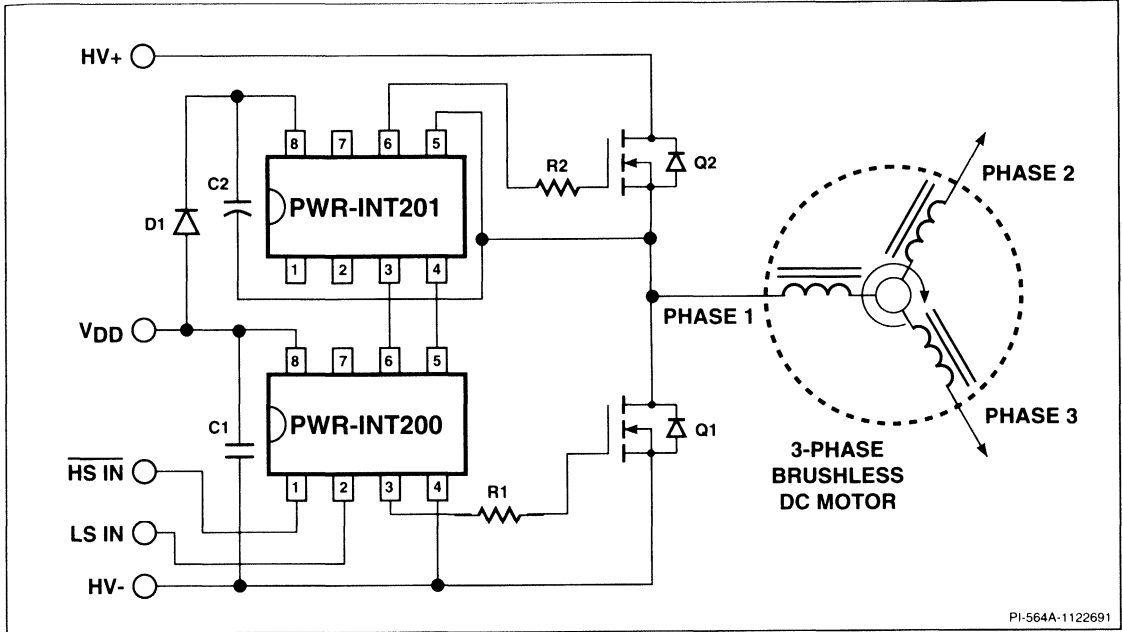 HV+
8
7
6
5
R2
Q2
PHASE 2
C2
D1
PWR-INT201
1
2
3
4
PHASE 1
VDD
8
7
6
5
C1
PWR-INT200
Q1
PHASE 3
3-PHASE
BRUSHLESS
DC MOTOR
HS IN
1
2
3
4
R1
LS IN
HV-
PI-564A-1122691